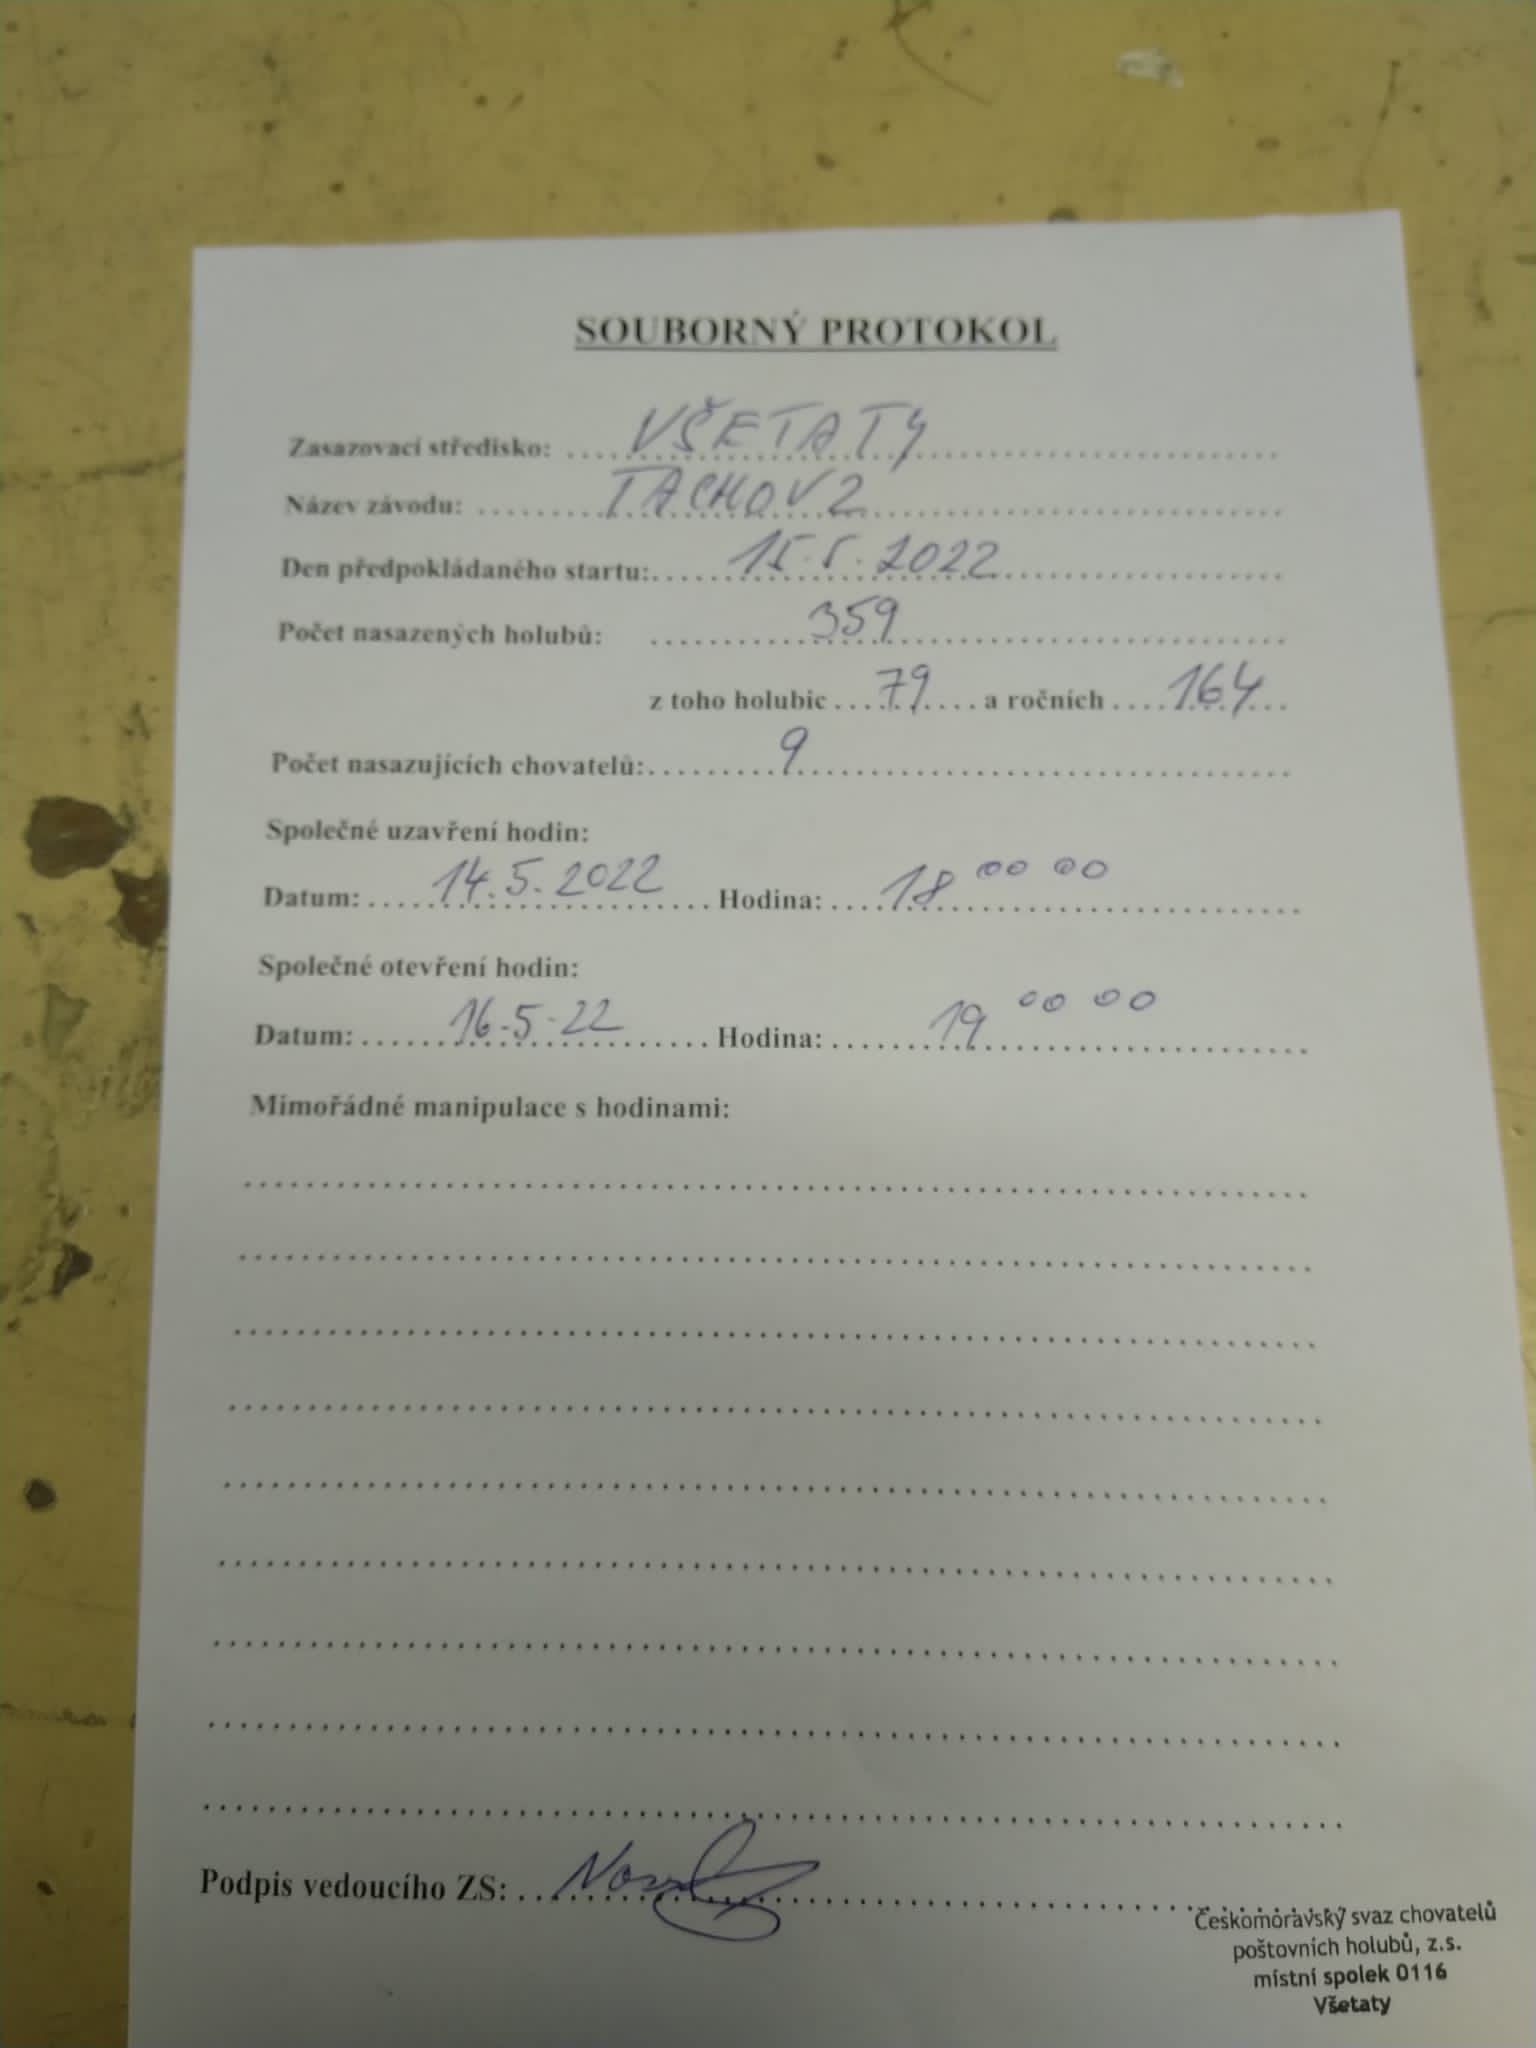 SOUBORNÝ PROTOKOL
Zasazovací středisko: VŠETATY
Název závodu: TACHOV 2
Den předpokládaného startu: 15.5.2022
Počet nasazených holubů: 359
z toho holubic 79 a ročních 164
Počet nasazujících chovatelů: 9
Společné uzavření hodin:
Datum: 14.5.2022 Hodina: 18 00 00
Společné otevření hodin:
Datum: 16.5.22 Hodina: 19 00 00
Mimořádné manipulace s hodinami:
Podpis vedoucího ZS:
Českomoravský svaz chovatelů
poštovních holubů, z.s.
místní spolek 0116
Všetaty